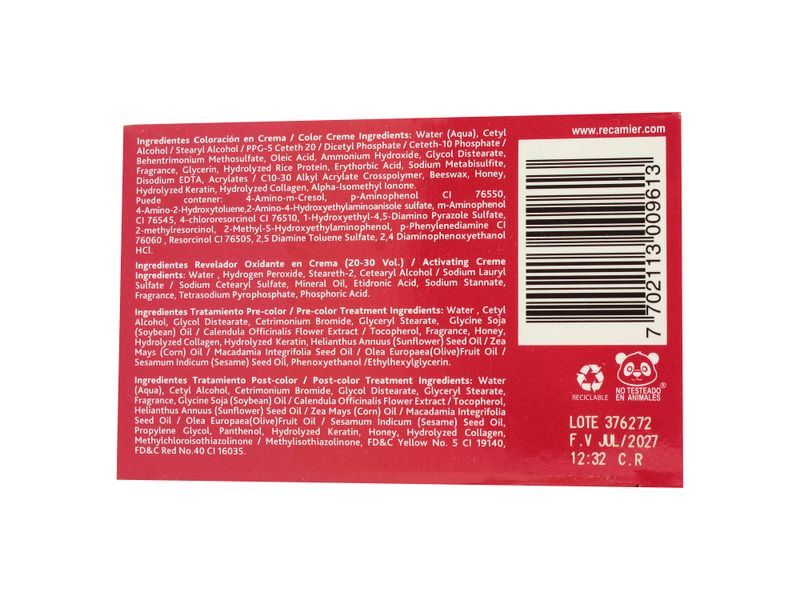 Ingredientes Coloración en Crema / Color Creme Ingredients: Water (Aqua), Cetyl
Alcohol / Stearyl Alcohol / PPG-5 Ceteth 20 / Dicetyl Phosphate / Ceteth-10 Phosphate /
Behentrimonium Methosulfate, Oleic Acid, Ammonium Hydroxide, Glycol Distearate,
Fragrance, Glycerin, Hydrolyzed Rice Protein, Erythorbic Acid, Sodium Metabisulfite,
Disodium EDTA, Acrylates / C10-30 Alkyl Acrylate Crosspolymer, Beeswax, Honey,
Hydrolyzed Keratin, Hydrolyzed Collagen, Alpha-Isomethyl Ionone.
Puede contener: 4-Amino-m-Cresol, p-Aminophenol CI 76550,
4-Amino-2-Hydroxytoluene,2-Amino-4-Hydroxyethylaminoanisole sulfate, m-Aminophenol
CI 76545, 4-chlororesorcinol CI 76510, 1-Hydroxyethyl-4,5-Diamino Pyrazole Sulfate,
2-methylresorcinol, 2-Methyl-5-Hydroxyethylaminophenol, p-Phenylenediamine CI
76060 , Resorcinol CI 76505, 2,5 Diamine Toluene Sulfate, 2,4 Diaminophenoxyethanol
HCl.
Ingredientes Revelador Oxidante en Crema (20-30 Vol.) / Activating Creme
Ingredients: Water , Hydrogen Peroxide, Steareth-2, Cetearyl Alcohol / Sodium Lauryl
Sulfate / Sodium Cetearyl Sulfate, Mineral Oil, Etidronic Acid, Sodium Stannate,
Fragrance, Tetrasodium Pyrophosphate, Phosphoric Acid.
Ingredientes Tratamiento Pre-color / Pre-color Treatment Ingredients: Water , Cetyl
Alcohol, Glycol Distearate, Cetrimonium Bromide, Glyceryl Stearate, Glycine Soja
(Soybean) Oil / Calendula Officinalis Flower Extract / Tocopherol, Fragrance, Honey,
Hydrolyzed Collagen, Hydrolyzed Keratin, Helianthus Annuus (Sunflower) Seed Oil / Zea
Mays (Corn) Oil / Macadamia Integrifolia Seed Oil / Olea Europaea(Olive)Fruit Oil /
Sesamum Indicum (Sesame) Seed Oil, Phenoxyethanol /Ethylhexylglycerin.
Ingredientes Tratamiento Post-color / Post-color Treatment Ingredients: Water
(Aqua), Cetyl Alcohol, Cetrimonium Bromide, Glycol Distearate, Glyceryl Stearate,
Fragrance, Glycine Soja (Soybean) Oil / Calendula Officinalis Flower Extract / Tocopherol,
Helianthus Annuus (Sunflower) Seed Oil / Zea Mays (Corn) Oil / Macadamia Integrifolia
Seed Oil / Olea Europaea(Olive)Fruit Oil / Sesamum Indicum (Sesame) Seed Oil,
Propylene Glycol, Panthenol, Hydrolyzed Keratin, Honey, Hydrolyzed Collagen,
Methylchloroisothiazolinone / Methylisothiazolinone, FD&C Yellow No. 5 CI 19140,
FD&C Red No.40 CI 16035.
www.recamier.com
7 702113 009613
RECICLABLE
NO TESTEADO
EN ANIMALES
®
LOTE 376272
F.V JUL/2027
12:32 C.R